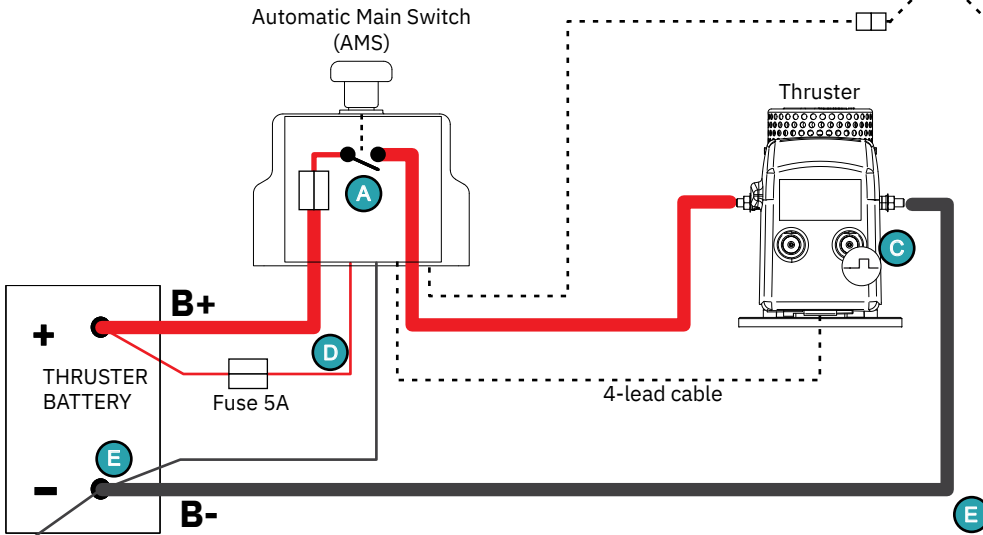 Automatic Main Switch
(AMS)
Thruster
A
C
B+
+
D
THRUSTER
BATTERY
Fuse 5A
4-lead cable
E
-
B-
E